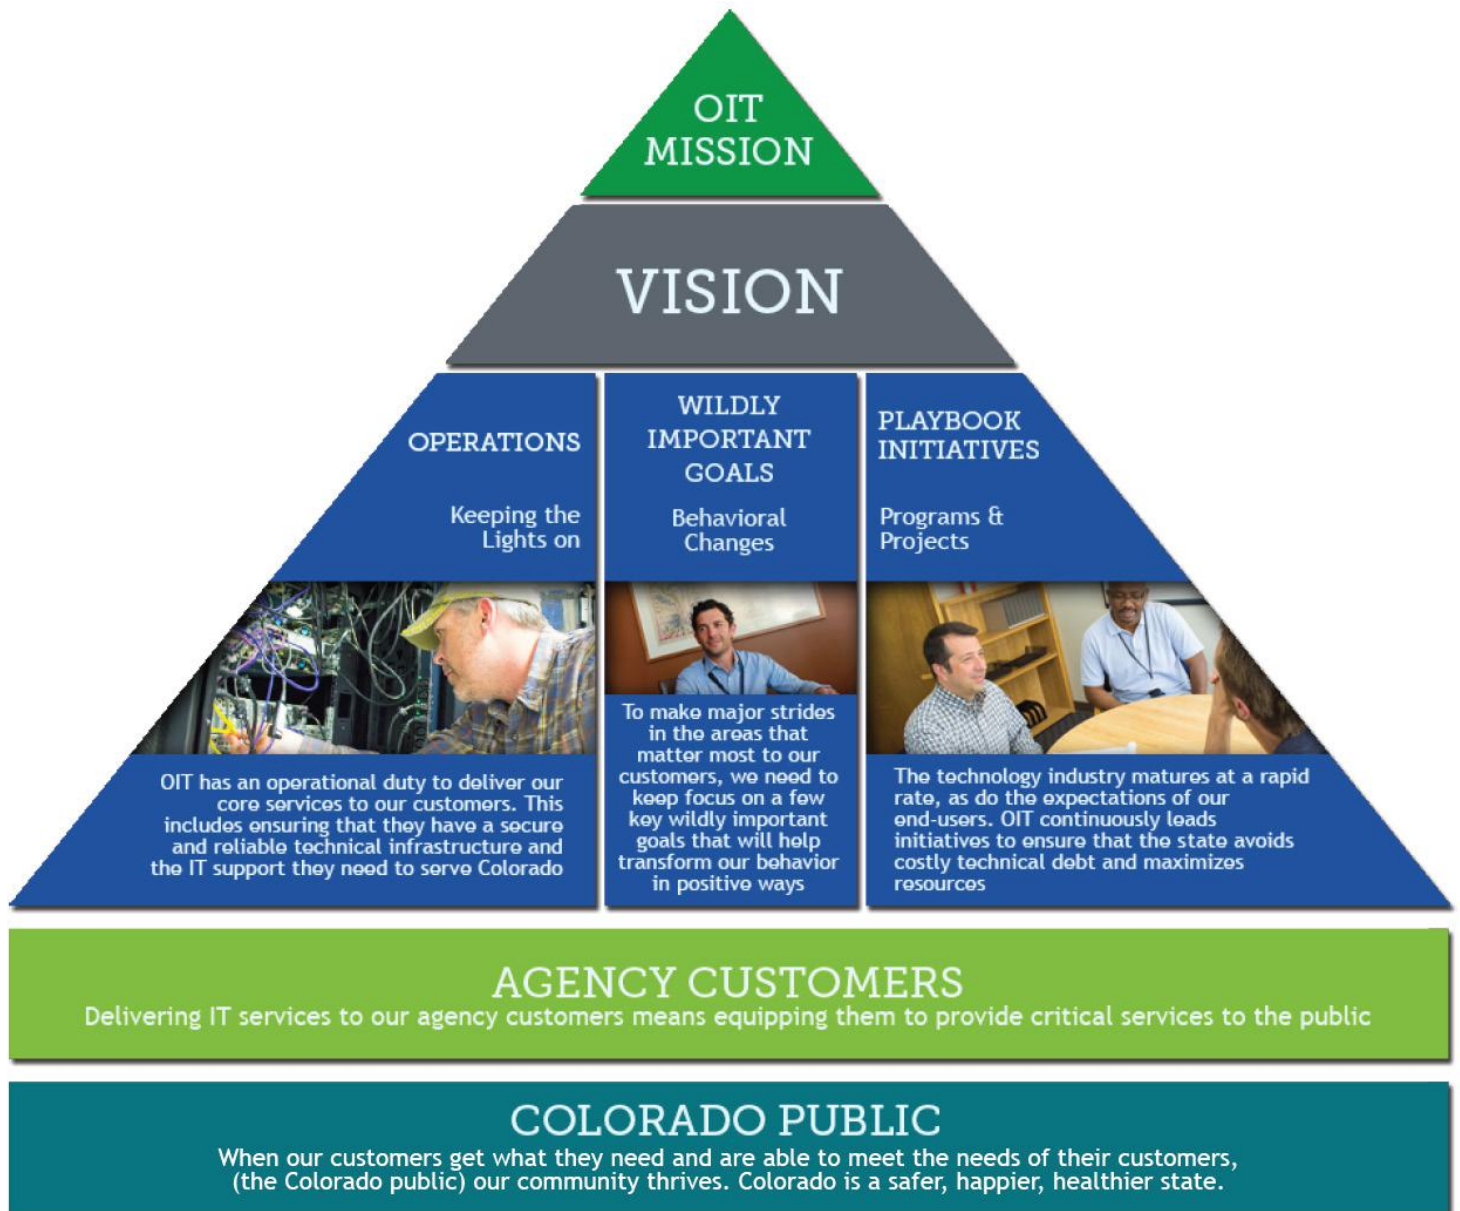 OIT
MISSION
VISION
OPERATIONS
Keeping the
Lights on
OIT has an operational duty to deliver our
core services to our customers. This
includes ensuring that they have a secure
and reliable technical infrastructure and
the IT support they need to serve Colorado
WILDLY
IMPORTANT
GOALS
Behavioral
Changes
To make major strides
in the areas that
matter most to our
customers, we need to
keep focus on a few
key wildly important
goals that will help
transform our behavior
in positive ways
PLAYBOOK
INITIATIVES
Programs &
Projects
The technology industry matures at a rapid
rate, as do the expectations of our
end-users. OIT continuously leads
initiatives to ensure that the state avoids
costly technical debt and maximizes
resources
AGENCY CUSTOMERS
Delivering IT services to our agency customers means equipping them to provide critical services to the public
COLORADO PUBLIC
When our customers get what they need and are able to meet the needs of their customers,
(the Colorado public) our community thrives. Colorado is a safer, happier, healthier state.